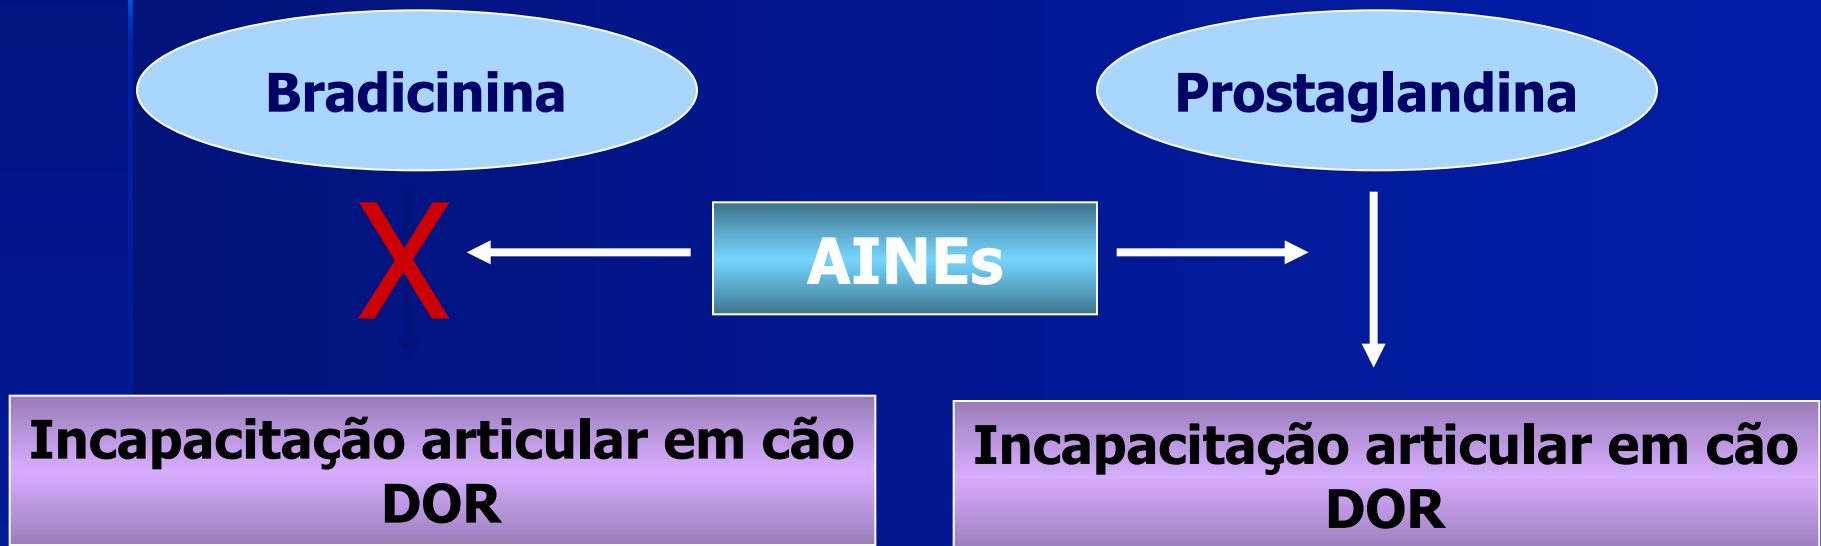 Bradicinina
Prostaglandina
X
AINEs
Incapacitação articular em cão
DOR
Incapacitação articular em cão
DOR